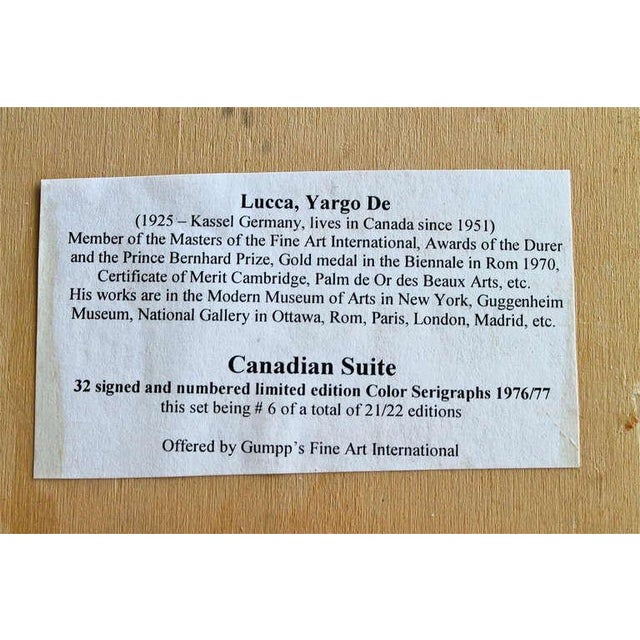 Lucca, Yargo De
(1925 – Kassel Germany, lives in Canada since 1951)
Member of the Masters of the Fine Art International, Awards of the Durer
and the Prince Bernhard Prize, Gold medal in the Biennale in Rom 1970,
Certificate of Merit Cambridge, Palm de Or des Beaux Arts, etc.
His works are in the Modern Museum of Arts in New York, Guggenheim
Museum, National Gallery in Ottawa, Rom, Paris, London, Madrid, etc.
Canadian Suite
32 signed and numbered limited edition Color Serigraphs 1976/77
this set being # 6 of a total of 21/22 editions
Offered by Gumpp's Fine Art International